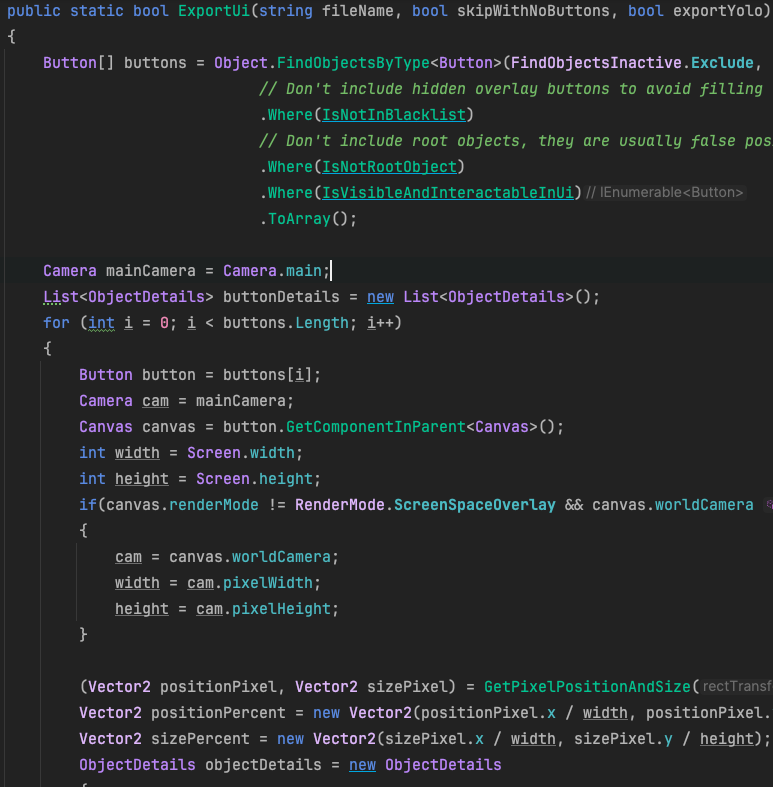 public static bool ExportUi(string fileName, bool skipWithNoButtons, bool exportYolo)
{
    Button[] buttons = Object.FindObjectsByType<Button>(FindObjectsInactive.Exclude,
                            // Don't include hidden overlay buttons to avoid filling
                            .Where(IsNotInBlacklist)
                            // Don't include root objects, they are usually false pos
                            .Where(IsNotRootObject)
                            .Where(IsVisibleAndInteractableInUi) // IEnumerable<Button>
                            .ToArray();

    Camera mainCamera = Camera.main;
    List<ObjectDetails> buttonDetails = new List<ObjectDetails>();
    for (int i = 0; i < buttons.Length; i++)
    {
        Button button = buttons[i];
        Camera cam = mainCamera;
        Canvas canvas = button.GetComponentInParent<Canvas>();
        int width = Screen.width;
        int height = Screen.height;
        if(canvas.renderMode != RenderMode.ScreenSpaceOverlay && canvas.worldCamera
        {
            cam = canvas.worldCamera;
            width = cam.pixelWidth;
            height = cam.pixelHeight;
        }

        (Vector2 positionPixel, Vector2 sizePixel) = GetPixelPositionAndSize(rectTransf
        Vector2 positionPercent = new Vector2(positionPixel.x / width, positionPixel.
        Vector2 sizePercent = new Vector2(sizePixel.x / width, sizePixel.y / height);
        ObjectDetails objectDetails = new ObjectDetails
        {